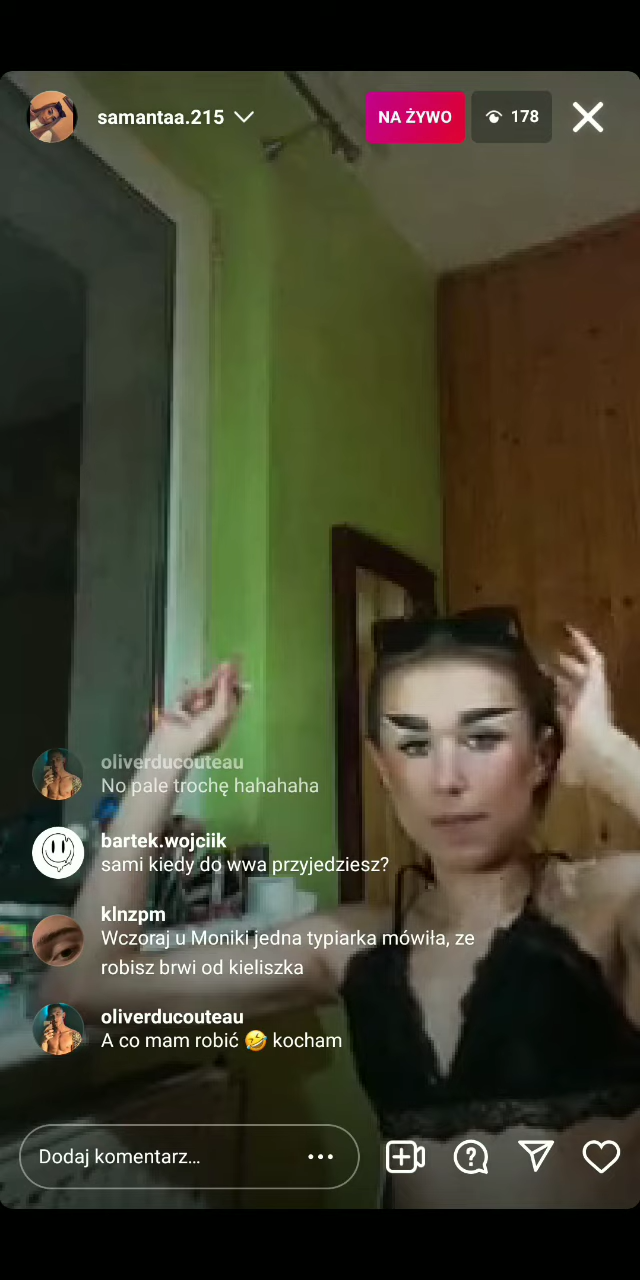 samantaa.215
NA ŻYWO
178
oliverducouteau
No pale trochę hahahaha
bartek.wojciik
sami kiedy do wwa przyjedziesz?
klnzpm
Wczoraj u Moniki jedna typiarka mówiła, ze
robisz brwi od kieliszka
oliverducouteau
A co mam robić 🤣 kocham
Dodaj komentarz...